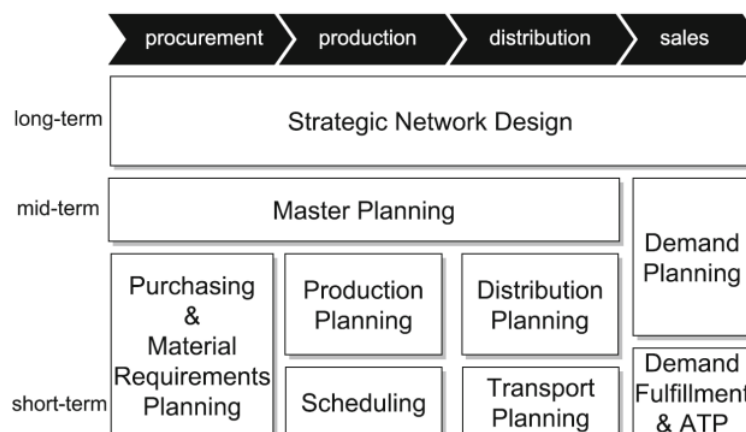 procurement
production
distribution
sales
long-term
Strategic Network Design
mid-term
Master Planning
Demand
Planning
Purchasing
&
Material
Requirements
Planning
Production
Planning
Distribution
Planning
short-term
Scheduling
Transport
Planning
Demand
Fulfillment
& ATP